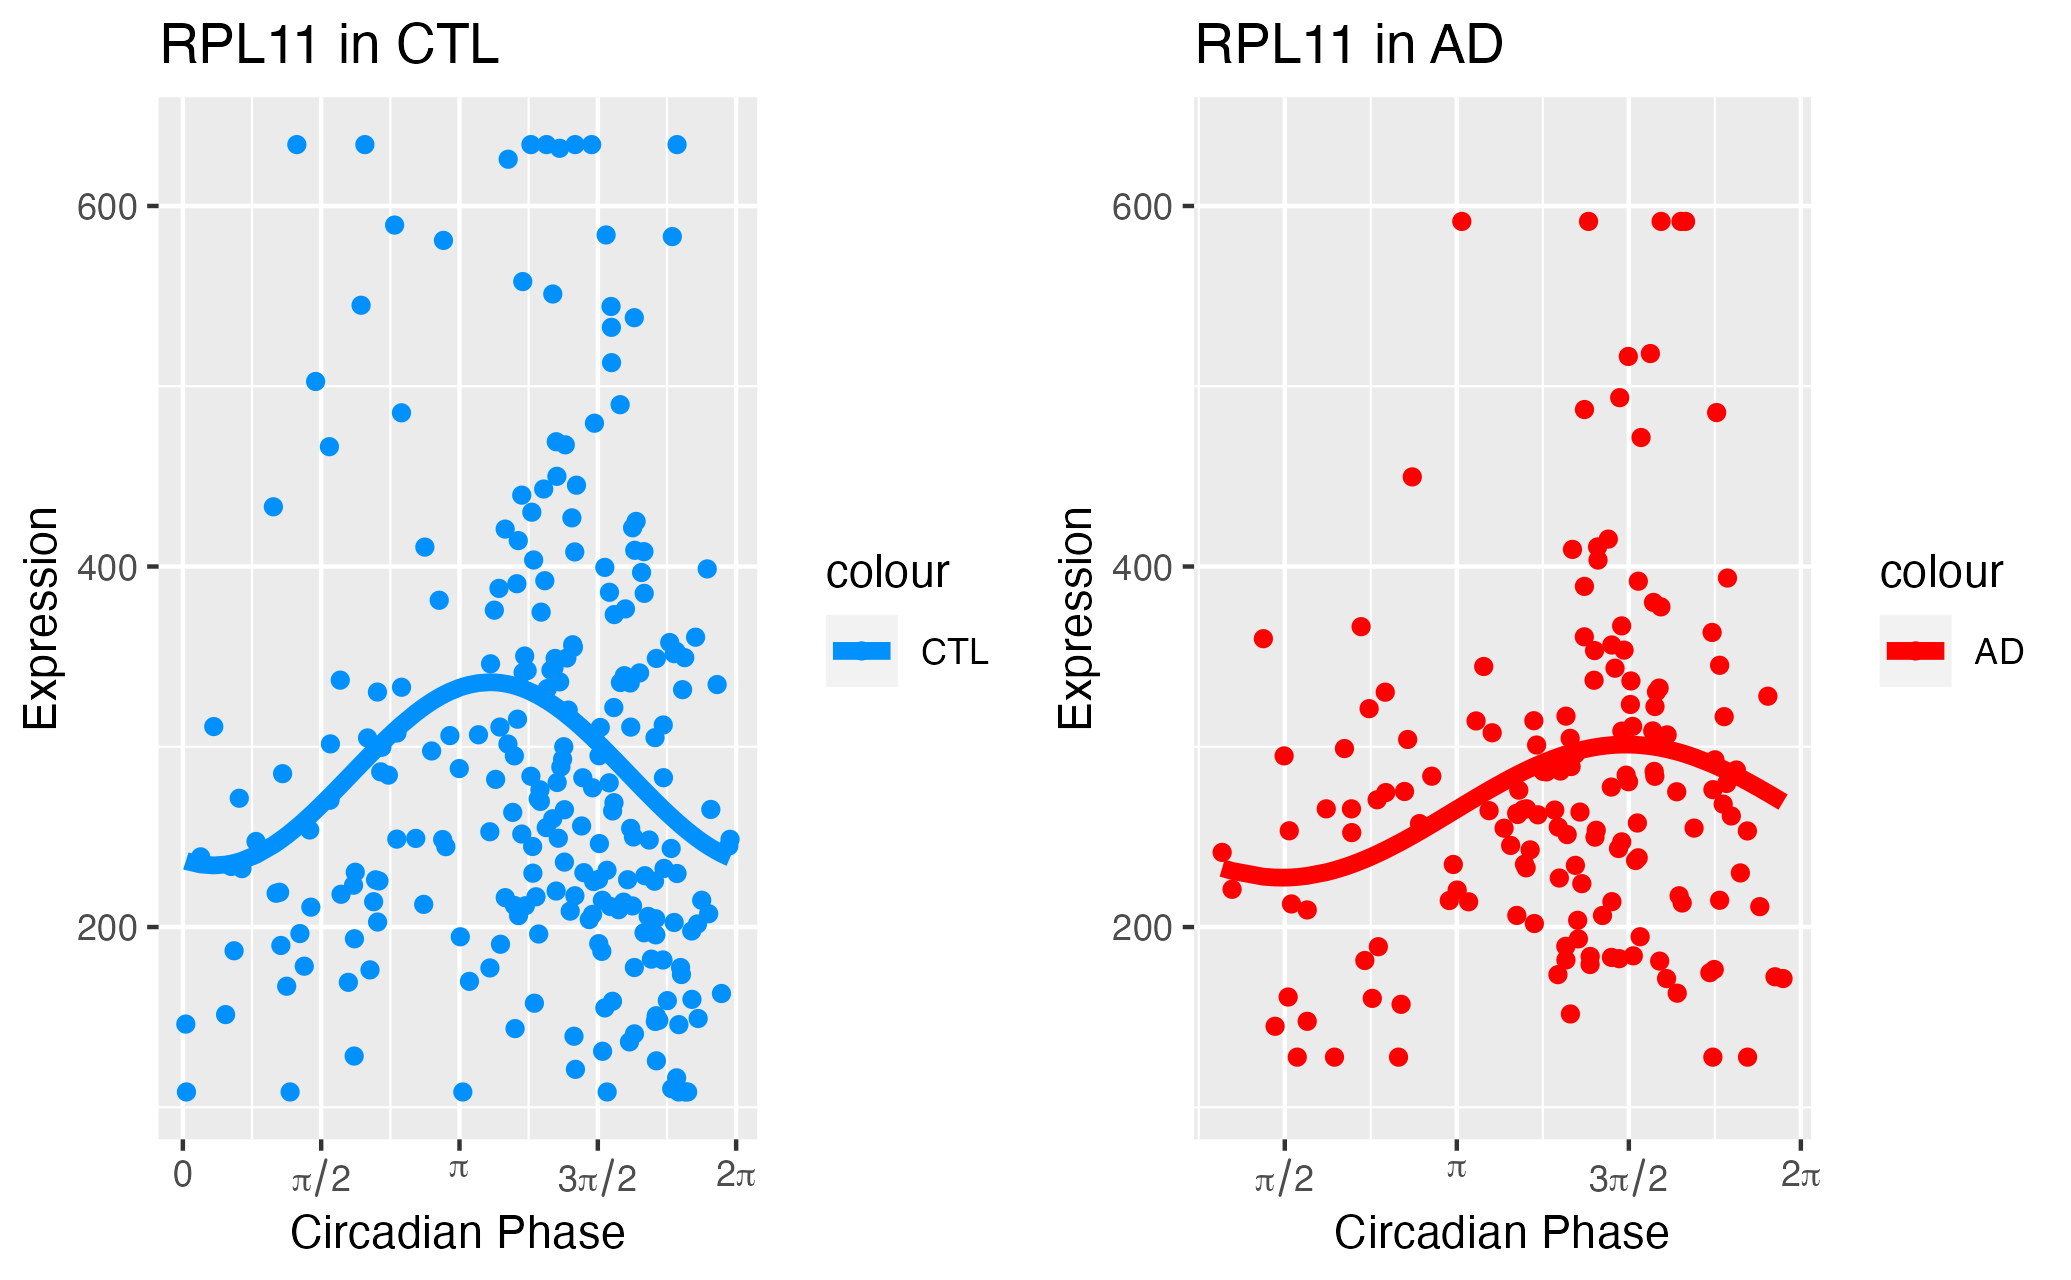 RPL11 in CTL
Expression
600
400
200
0
π/2
π
3π/2
2π
Circadian Phase
colour
CTL
RPL11 in AD
Expression
600
400
200
π/2
π
3π/2
2π
Circadian Phase
colour
AD